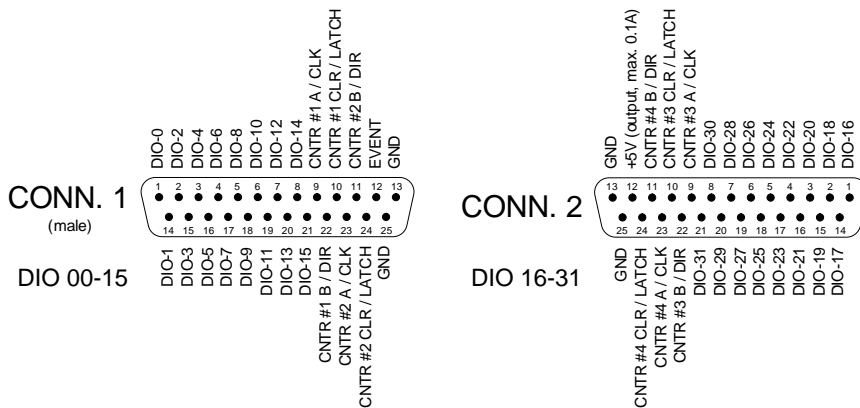 DIO-0
DIO-2
DIO-4
DIO-6
DIO-8
DIO-10
DIO-12
DIO-14
CNTR #1 A / CLK
CNTR #1 CLR / LATCH
CNTR #2 B / DIR
EVENT
GND
CONN. 1
(male)
1 2 3 4 5 6 7 8 9 10 11 12 13
14 15 16 17 18 19 20 21 22 23 24 25
DIO 00-15
DIO-1
DIO-3
DIO-5
DIO-7
DIO-9
DIO-11
DIO-13
DIO-15
CNTR #1 B / DIR
CNTR #2 A / CLK
CNTR #2 CLR / LATCH
GND
GND
+5V (output, max. 0.1A)
CNTR #4 B / DIR
CNTR #3 CLR / LATCH
CNTR #3 A / CLK
DIO-30
DIO-28
DIO-26
DIO-24
DIO-22
DIO-20
DIO-18
DIO-16
CONN. 2
13 12 11 10 9 8 7 6 5 4 3 2 1
25 24 23 22 21 20 19 18 17 16 15 14
DIO 16-31
GND
CNTR #4 CLR / LATCH
CNTR #4 A / CLK
CNTR #3 B / DIR
DIO-31
DIO-29
DIO-27
DIO-25
DIO-23
DIO-21
DIO-19
DIO-17